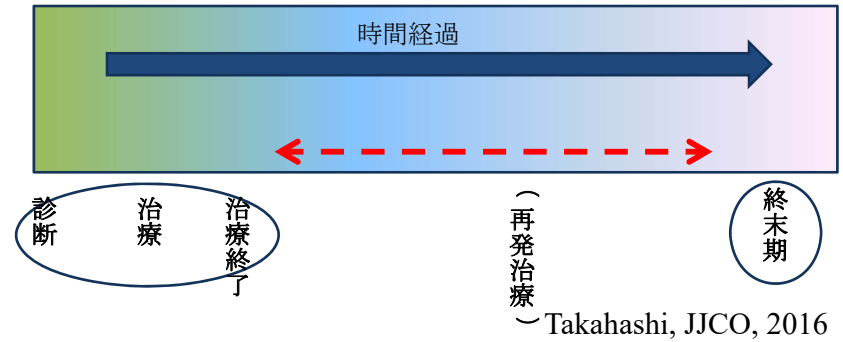 時間経過
診断
治療
治療終了
（再発治療）
終末期
Takahashi, JJCO, 2016